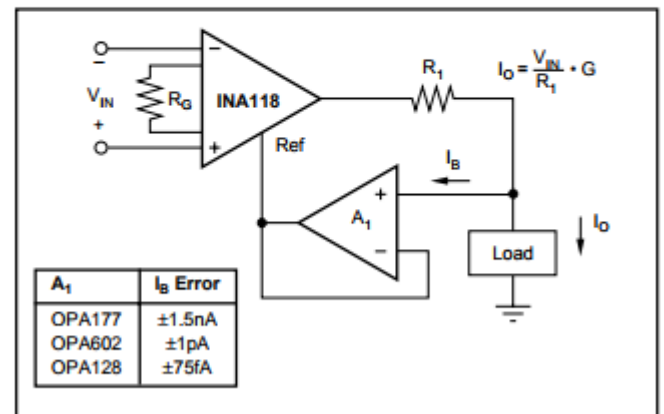 −
V_IN
+
R_G
−
INA118
+
Ref
R_1
I_O = V_IN / R_1 • G
I_B
+
A_1
−
Load
I_O
A_1 I_B Error
OPA177 ±1.5nA
OPA602 ±1pA
OPA128 ±75fA